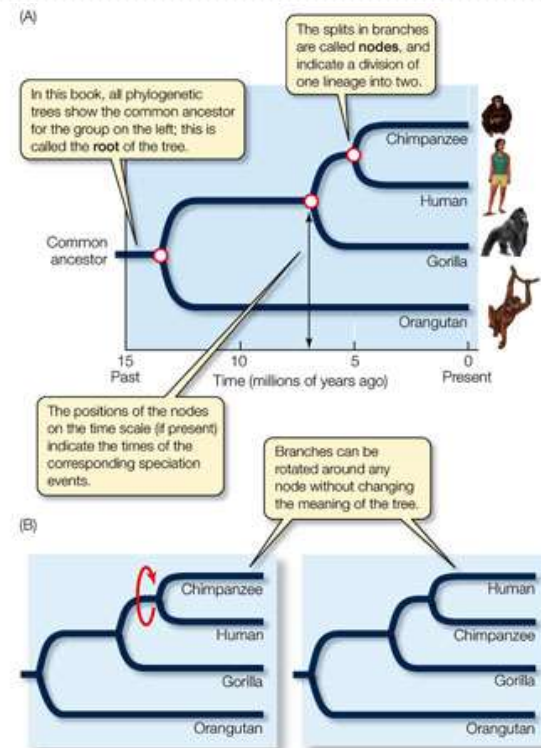 (A)
The splits in branches
are called nodes, and
indicate a division of
one lineage into two.
In this book, all phylogenetic
trees show the common ancestor
for the group on the left; this is
called the root of the tree.
Chimpanzee
Human
Common
ancestor
Gorilla
Orangutan
15
10
5
0
Past
Time (millions of years ago)
Present
The positions of the nodes
on the time scale (if present)
indicate the times of the
corresponding speciation
events.
Branches can be
rotated around any
node without changing
the meaning of the tree.
(B)
Chimpanzee
Human
Gorilla
Orangutan
Human
Chimpanzee
Gorilla
Orangutan